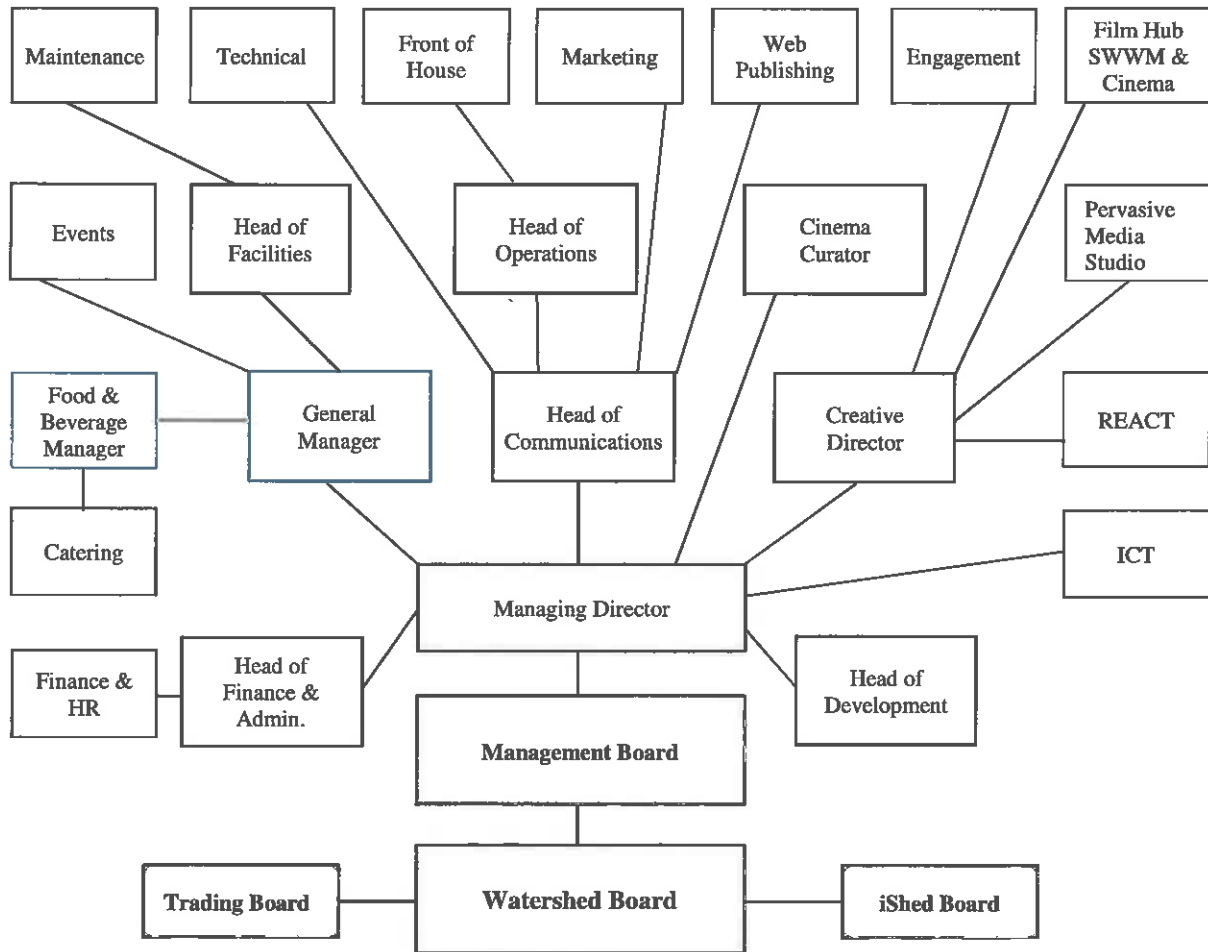 Maintenance
Technical
Front of
House
Marketing
Web
Publishing
Engagement
Film Hub
SWWM &
Cinema
Events
Head of
Facilities
Head of
Operations
Cinema
Curator
Pervasive
Media
Studio
Food &
Beverage
Manager
General
Manager
Head of
Communications
Creative
Director
REACT
Catering
ICT
Managing Director
Finance &
HR
Head of
Finance &
Admin.
Head of
Development
Management Board
Trading Board
Watershed Board
iShed Board